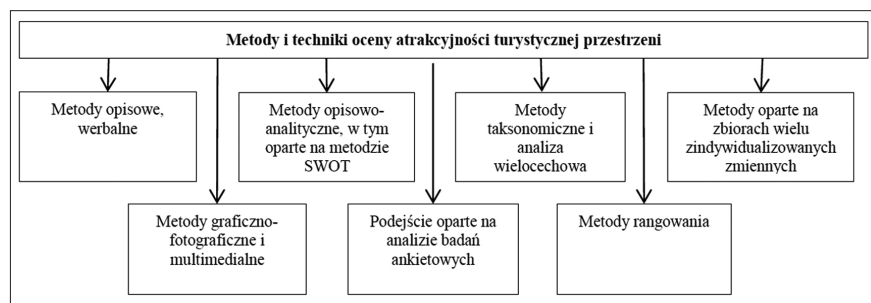 Metody i techniki oceny atrakcyjności turystycznej przestrzeni
Metody opisowe,
werbalne
Metody opisowo-
analityczne, w tym
oparte na metodzie
SWOT
Metody
taksonomiczne i
analiza
wielocechowa
Metody oparte na
zbiorach wielu
zindywidualizowanych
zmiennych
Metody graficzno-
fotograficzne i
multimedialne
Podejście oparte na
analizie badań
ankietowych
Metody rangowania